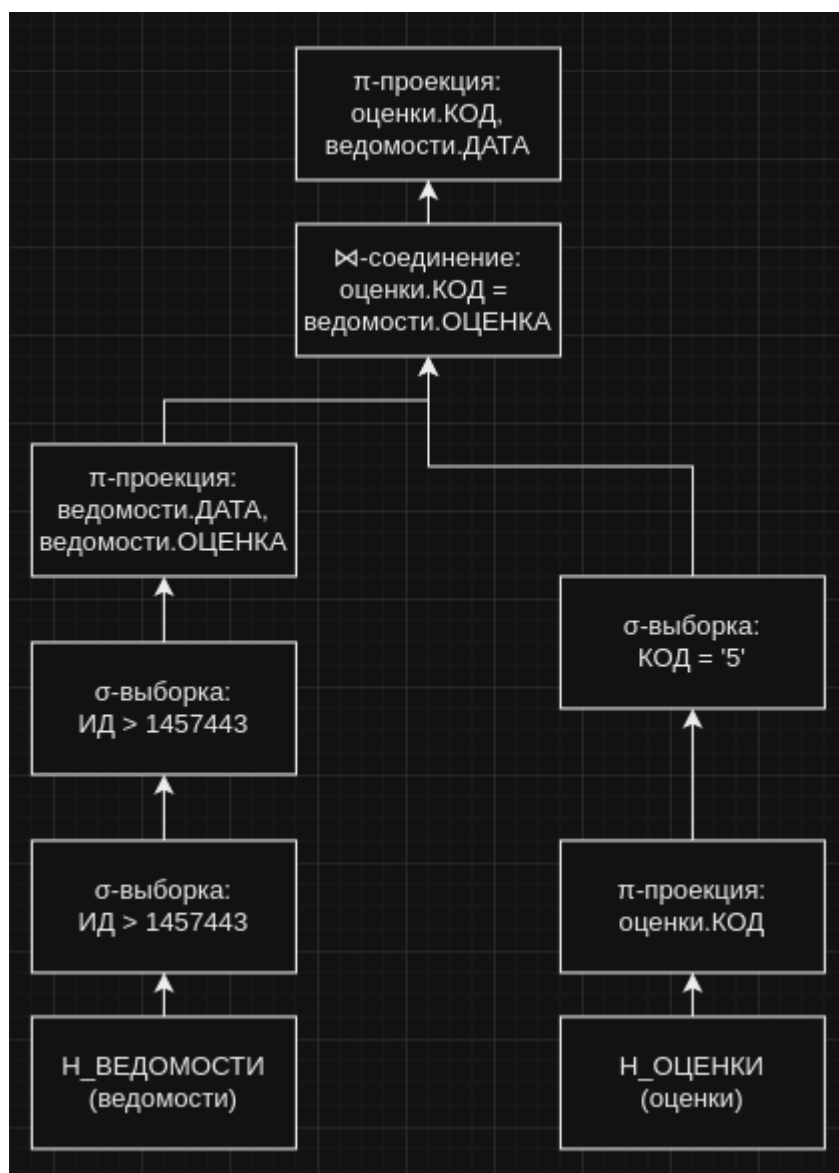 π-проекция:
оценки.КОД,
ведомости.ДАТА
⋈-соединение:
оценки.КОД =
ведомости.ОЦЕНКА
π-проекция:
ведомости.ДАТА,
ведомости.ОЦЕНКА
σ-выборка:
КОД = '5'
σ-выборка:
ИД > 1457443
σ-выборка:
ИД > 1457443
π-проекция:
оценки.КОД
Н_ВЕДОМОСТИ
(ведомости)
Н_ОЦЕНКИ
(оценки)